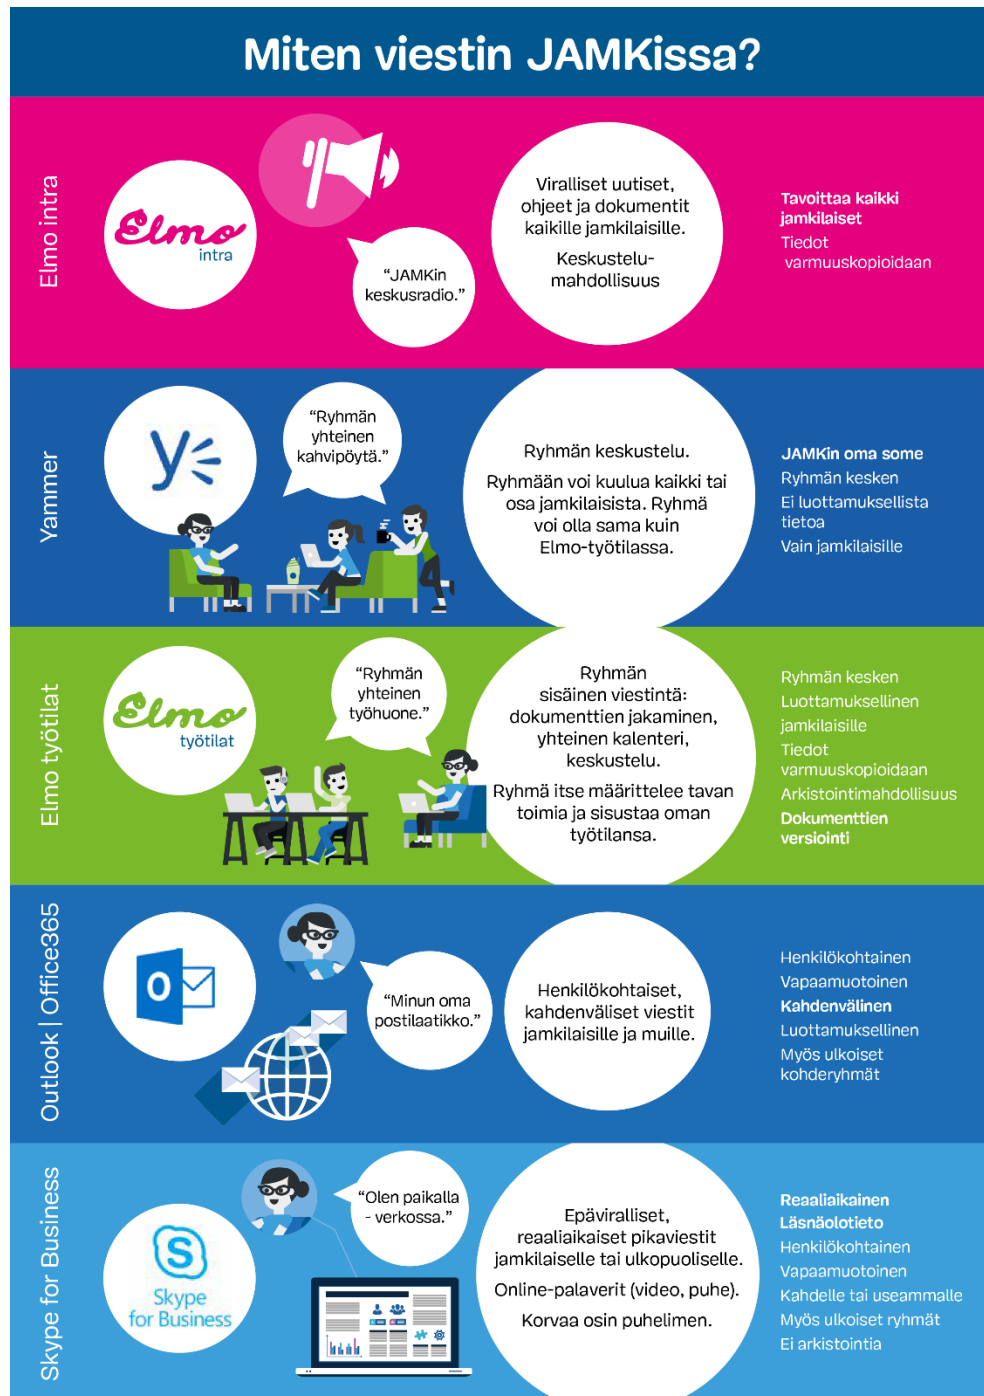 Miten viestin JAMKissa?
Elmo intra
Elmo
intra
"JAMKin
keskusradio."
Viralliset uutiset,
ohjeet ja dokumentit
kaikille jamkilaisille.
Keskustelu-
mahdollisuus
Tavoittaa kaikki
jamkilaiset
Tiedot
varmuuskopioidaan
Yammer
y
"Ryhmän
yhteinen
kahvipöytä."
Ryhmän keskustelu.
Ryhmään voi kuulua kaikki tai
osa jamkilaisista. Ryhmä
voi olla sama kuin
Elmo-työtilassa.
JAMKin oma some
Ryhmän kesken
Ei luottamuksellista
tietoa
Vain jamkilaisille
Elmo työtilat
Elmo
työtilat
"Ryhmän
yhteinen
työhuone."
Ryhmän
sisäinen viestintä:
dokumenttien jakaminen,
yhteinen kalenteri,
keskustelu.
Ryhmä itse määrittelee tavan
toimia ja sisustaa oman
työtilansa.
Ryhmän kesken
Luottamuksellinen
jamkilaisille
Tiedot
varmuuskopioidaan
Arkistointimahdollisuus
Dokumenttien
versiointi
Outlook | Office365
O
"Minun oma
postilaatikko."
Henkilökohtaiset,
kahdenväliset viestit
jamkilaisille ja muille.
Henkilökohtainen
Vapaamuotoinen
Kahdenvälinen
Luottamuksellinen
Myös ulkoiset
kohderyhmät
Skype for Business
S
Skype
for Business
"Olen paikalla
- verkossa."
Epäviralliset,
reaaliaikaiset pikaviestit
jamkilaiselle tai ulkopuoliselle.
Online-palaverit (video, puhe).
Korvaa osin puhelimen.
Reaaliaikainen
Läsnäolotieto
Henkilökohtainen
Vapaamuotoinen
Kahdelle tai useammalle
Myös ulkoiset ryhmät
Ei arkistointia